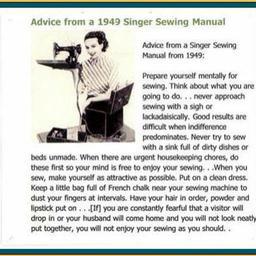 Advice from a 1949 Singer Sewing Manual
Advice from a Singer Sewing
Manual from 1949:
Prepare yourself mentally for
sewing. Think about what you are
going to do. . . never approach
sewing with a sigh or
lackadaisically. Good results are
difficult when indifference
predominates. Never try to sew
with a sink full of dirty dishes or
beds unmade. When there are urgent housekeeping chores, do
these first so your mind is free to enjoy your sewing. . .When you
sew, make yourself as attractive as possible. Put on a clean dress.
Keep a little bag full of French chalk near your sewing machine to
dust your fingers at intervals. Have your hair in order, powder and
lipstick put on . . .[If] you are constantly fearful that a visitor will
drop in or your husband will come home and you will not look neatly
put together, you will not enjoy your sewing as you should. .